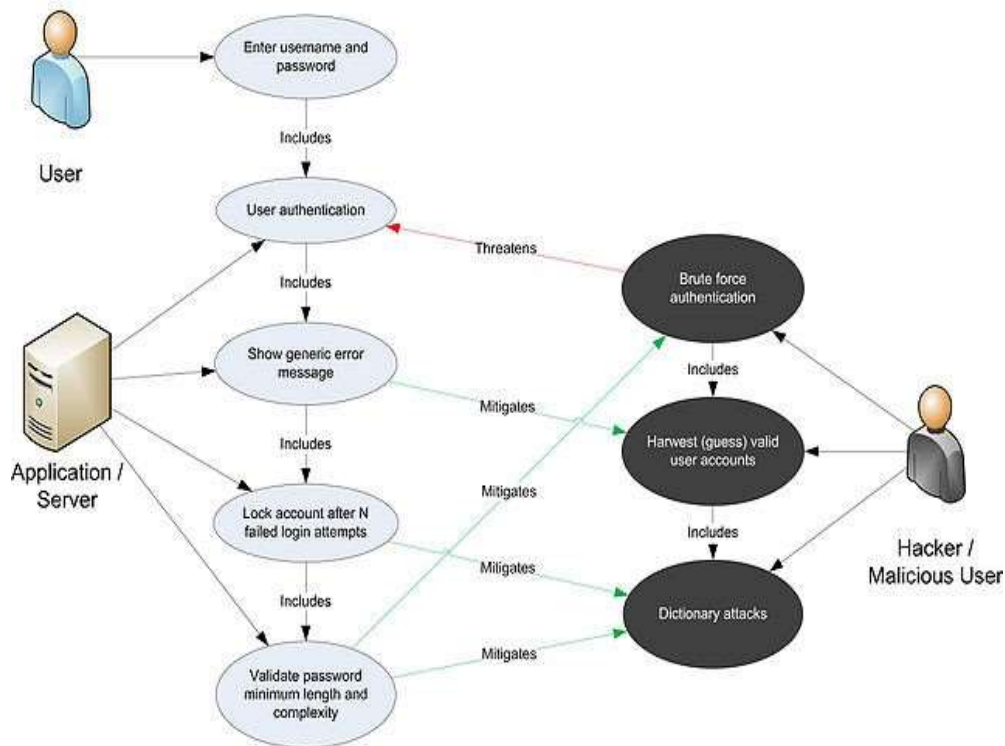 Enter username and
password
User
Includes
User authentication
Threatens
Brute force
authentication
Includes
Show generic error
message
Includes
Mitigates
Harvest (guess) valid
user accounts
Application /
Server
Includes
Mitigates
Lock account after N
failed login attempts
Includes
Mitigates
Hacker /
Malicious User
Dictionary attacks
Includes
Mitigates
Validate password
minimum length and
complexity